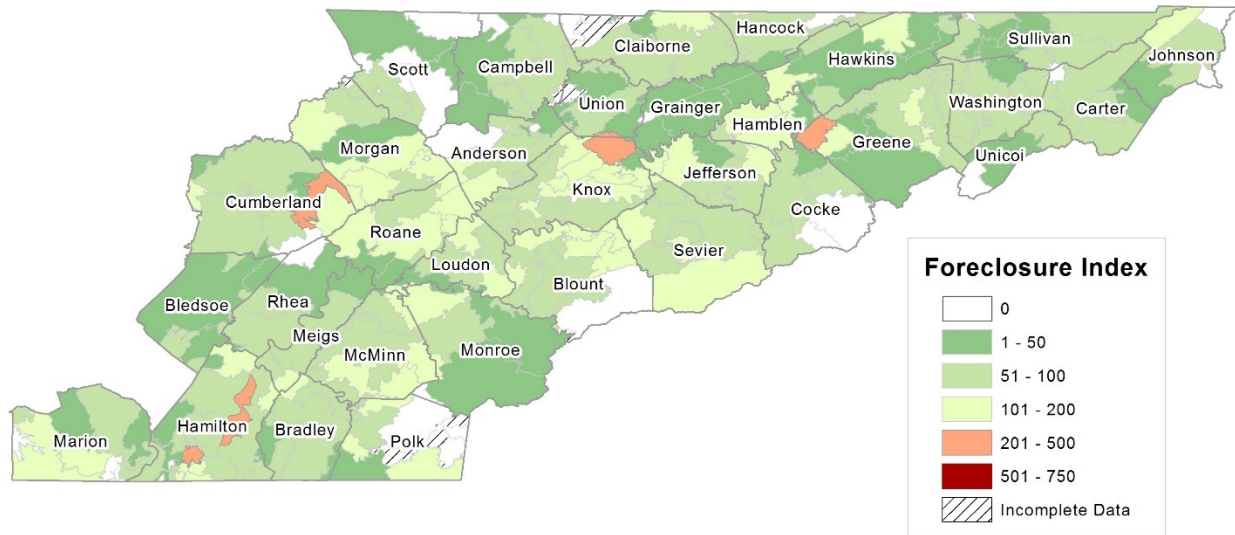 Hancock
Sullivan
Claiborne
Johnson
Hawkins
Scott
Campbell
Union
Grainger
Washington
Carter
Hamblen
Greene
Morgan
Anderson
Unicoi
Jefferson
Knox
Cumberland
Cocke
Roane
Sevier
Loudon
Blount
Bledsoe
Rhea
Meigs
McMinn
Monroe
Hamilton
Bradley
Marion
Polk
Foreclosure Index
0
1 - 50
51 - 100
101 - 200
201 - 500
501 - 750
Incomplete Data